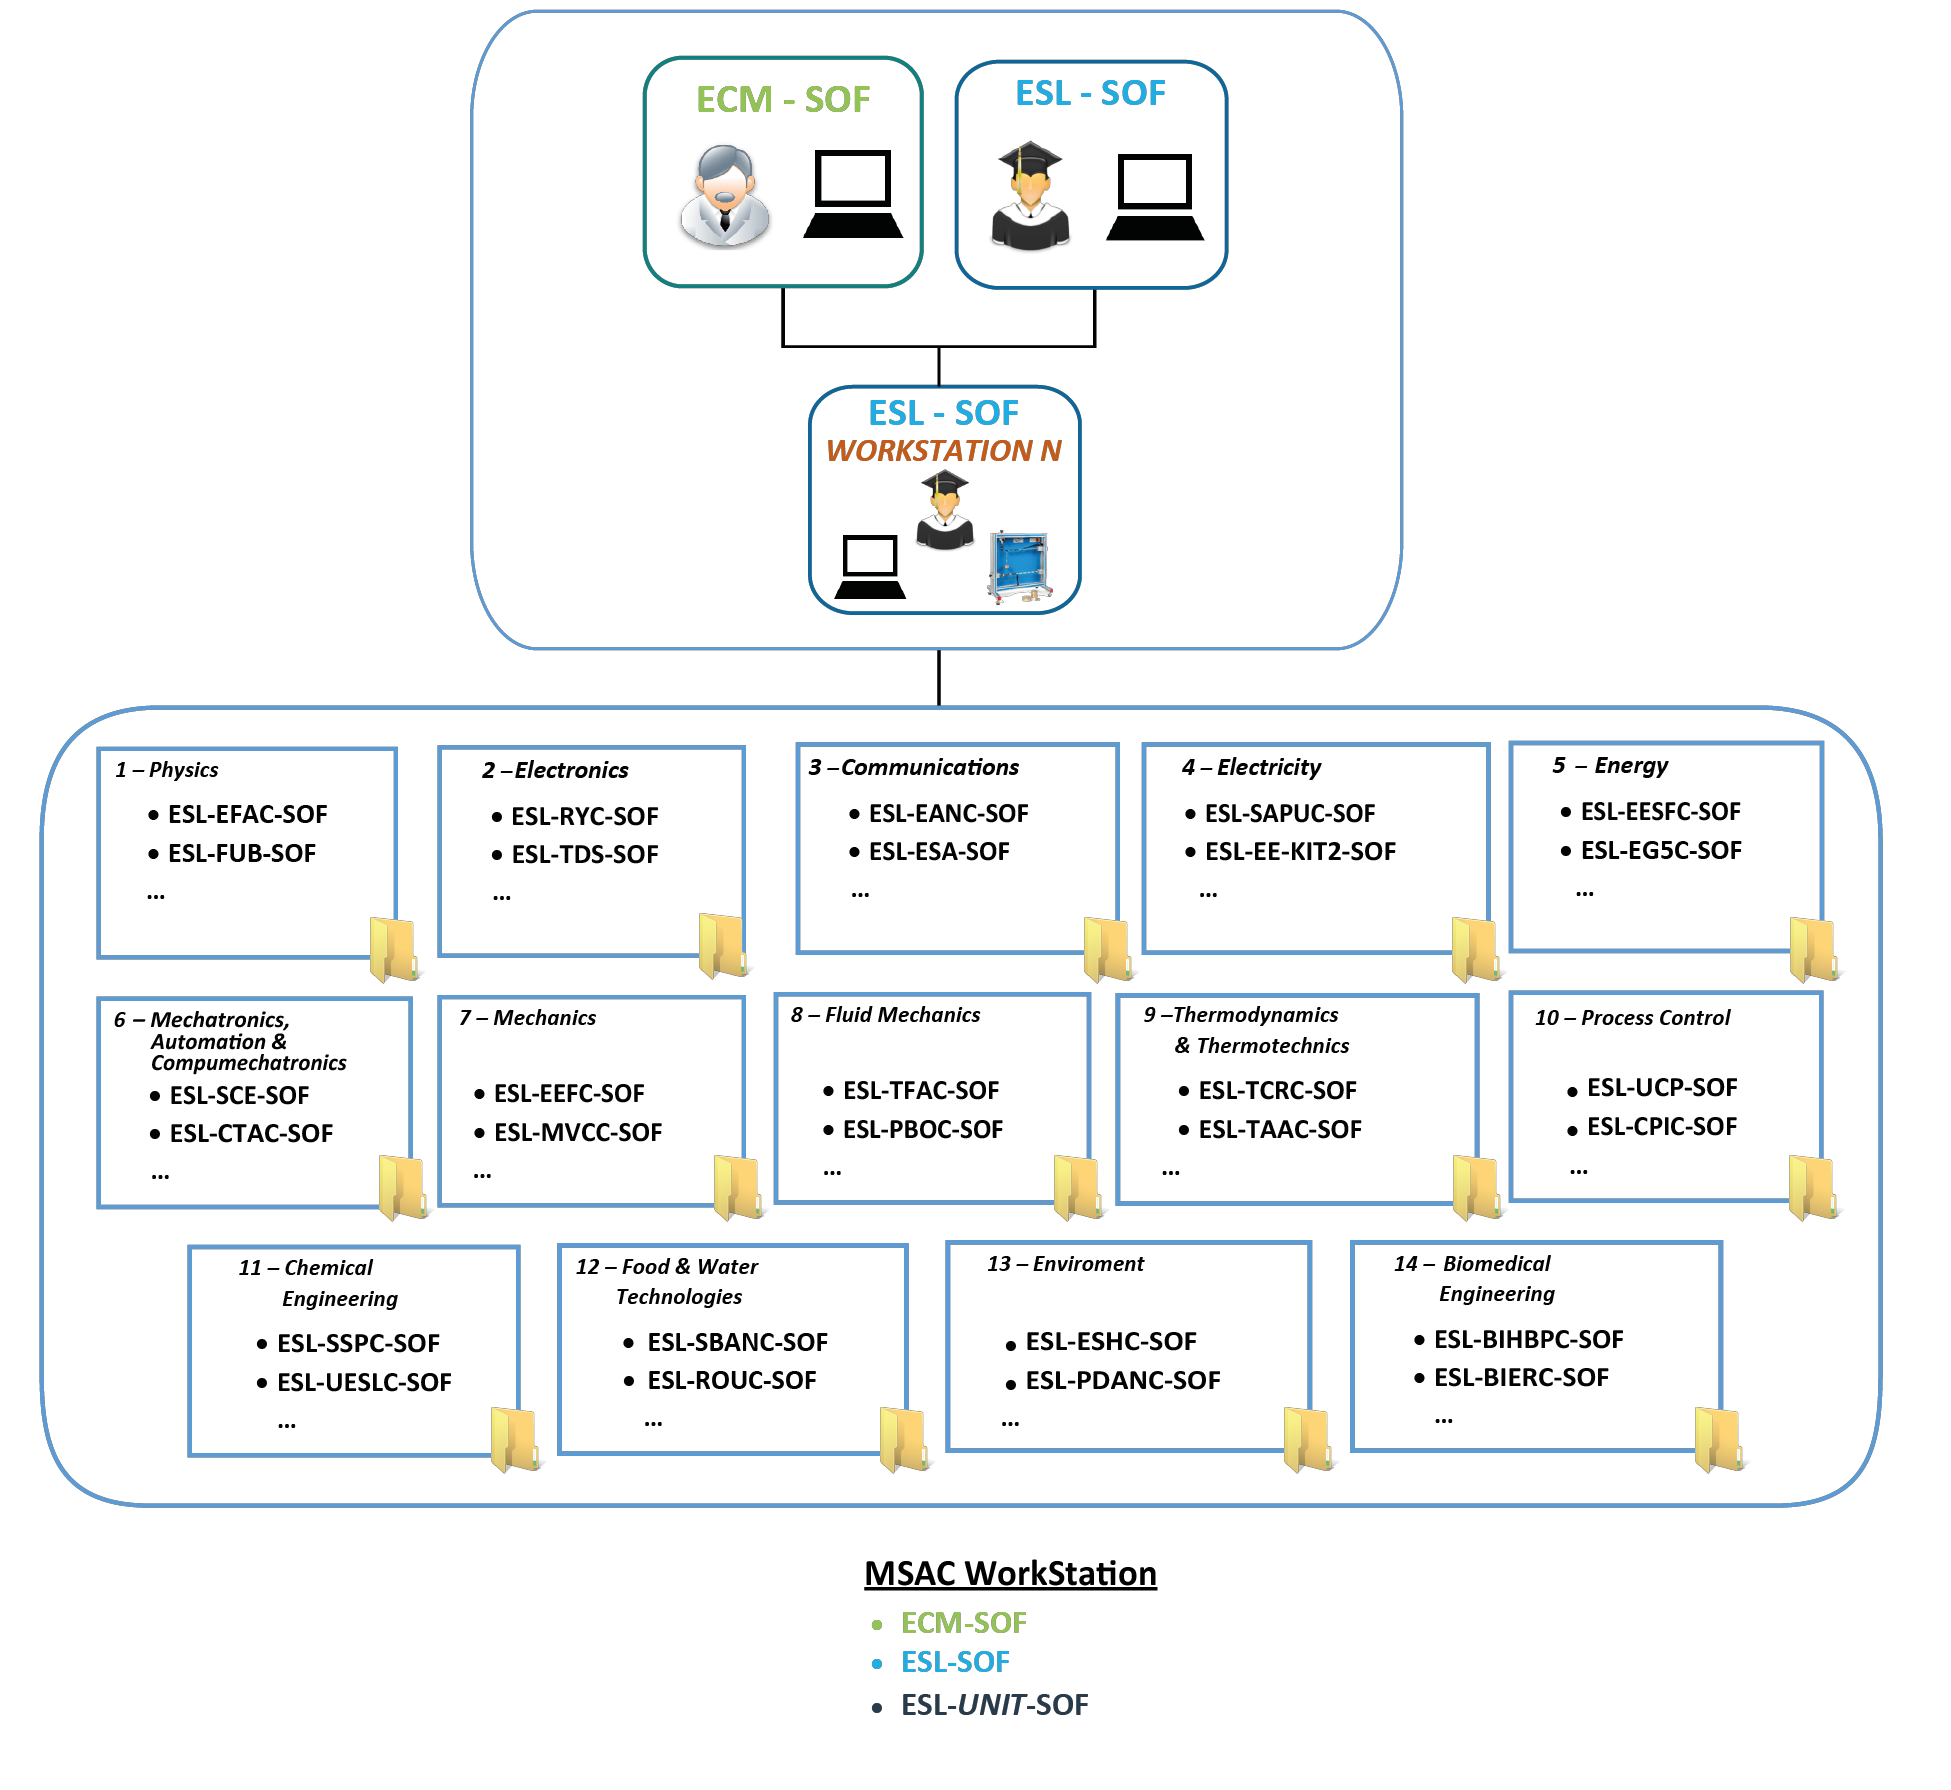 ECM - SOF
ESL - SOF
ESL - SOF
WORKSTATION N
1 – Physics
• ESL-EFAC-SOF
• ESL-FUB-SOF
...
2 –Electronics
• ESL-RYC-SOF
• ESL-TDS-SOF
...
3 –Communications
• ESL-EANC-SOF
• ESL-ESA-SOF
...
4 – Electricity
• ESL-SAPUC-SOF
• ESL-EE-KIT2-SOF
...
5 – Energy
• ESL-EESFC-SOF
• ESL-EG5C-SOF
...
6 – Mechatronics,
Automation &
Compumechatronics
• ESL-SCE-SOF
• ESL-CTAC-SOF
...
7 – Mechanics
• ESL-EEFC-SOF
• ESL-MVCC-SOF
...
8 – Fluid Mechanics
• ESL-TFAC-SOF
• ESL-PBOC-SOF
...
9 –Thermodynamics
& Thermotechnics
• ESL-TCRC-SOF
• ESL-TAAC-SOF
...
10 – Process Control
• ESL-UCP-SOF
• ESL-CPIC-SOF
...
11 – Chemical
Engineering
• ESL-SSPC-SOF
• ESL-UESLC-SOF
...
12 – Food & Water
Technologies
• ESL-SBANC-SOF
• ESL-ROUC-SOF
...
13 – Enviroment
• ESL-ESHC-SOF
• ESL-PDANC-SOF
...
14 – Biomedical
Engineering
• ESL-BIHBPC-SOF
• ESL-BIERC-SOF
...
MSAC WorkStation
• ECM-SOF
• ESL-SOF
• ESL-UNIT-SOF